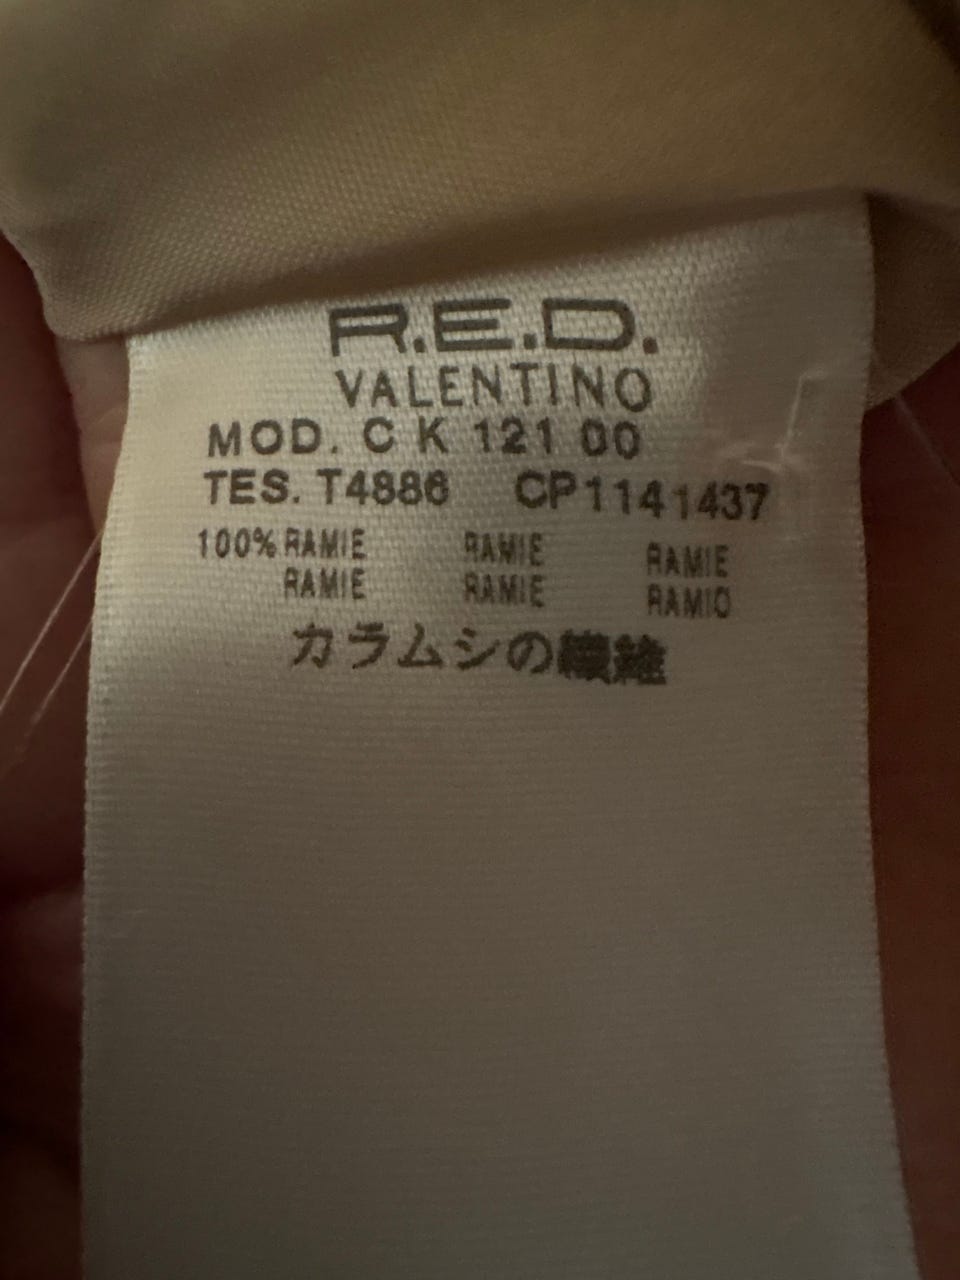 R.E.D.
VALENTINO
MOD. C K 121 00
TES. T4886 CP1141437
100% RAMIE RAMIE RAMIE
RAMIE RAMIE RAMIO
カラムシの繊維